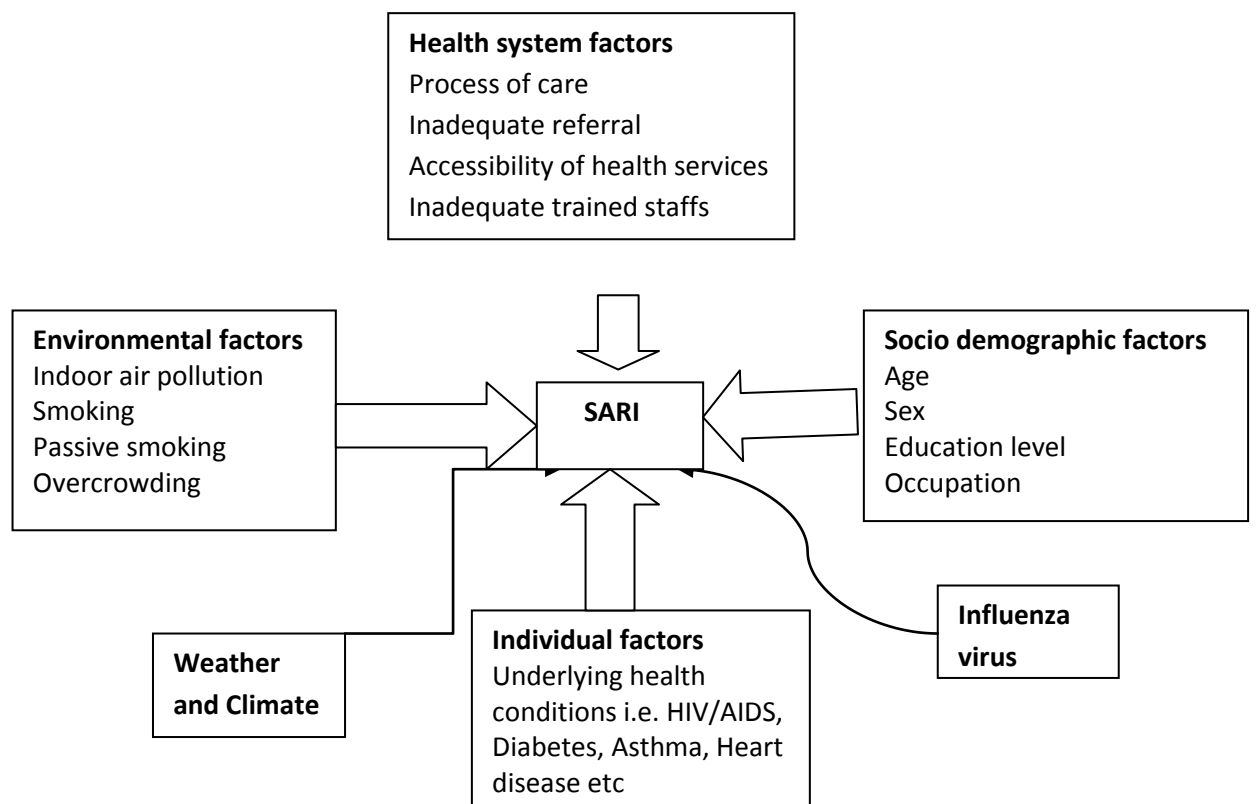 Health system factors
Process of care
Inadequate referral
Accessibility of health services
Inadequate trained staffs
Environmental factors
Indoor air pollution
Smoking
Passive smoking
Overcrowding
SARI
Socio demographic factors
Age
Sex
Education level
Occupation
Weather
and Climate
Individual factors
Underlying health
conditions i.e. HIV/AIDS,
Diabetes, Asthma, Heart
disease etc
Influenza
virus